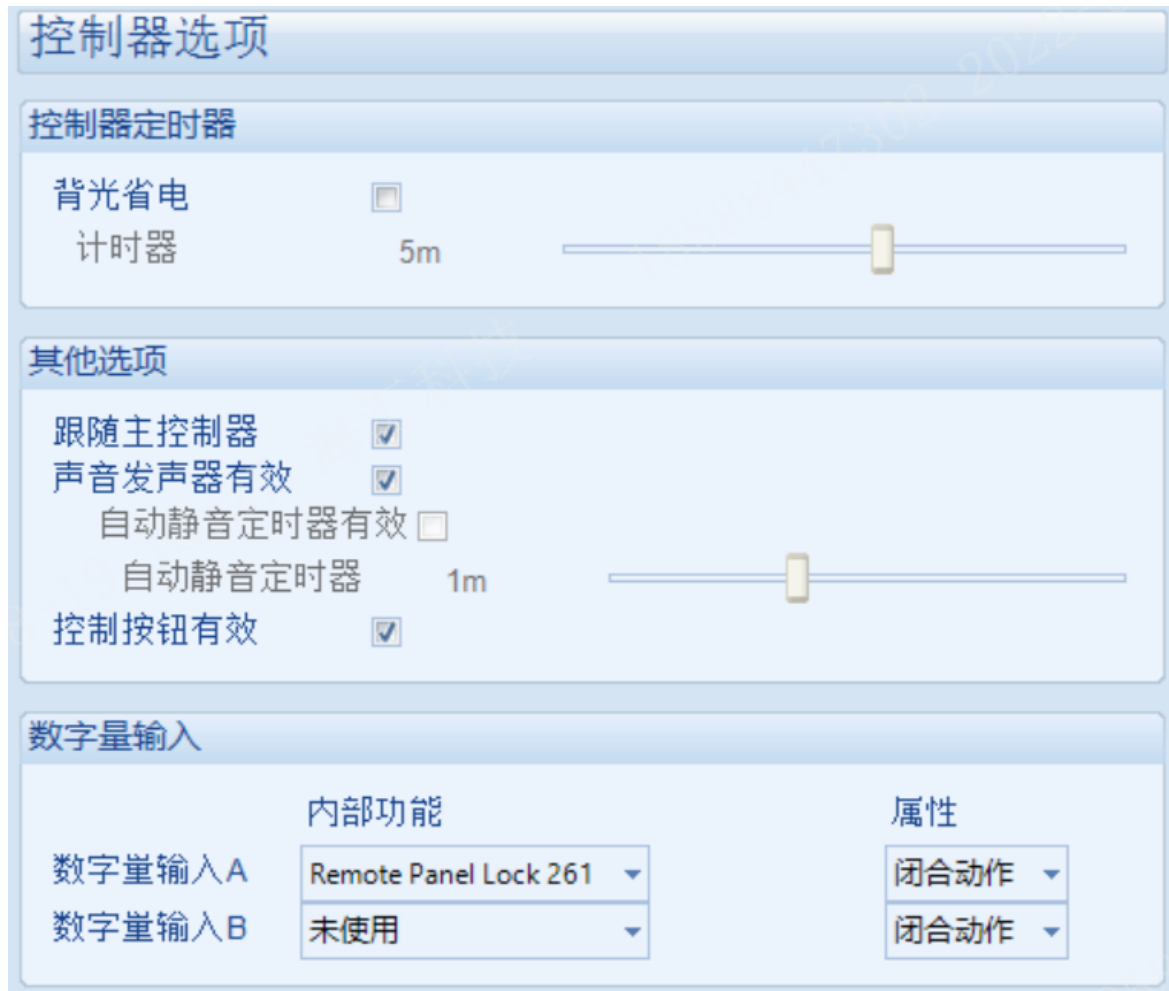 控制器选项
控制器定时器
背光省电
计时器 5m
其他选项
跟随主控制器
声音发声器有效
自动静音定时器有效
自动静音定时器 1m
控制按钮有效
数字量输入
内部功能 属性
数字量输入A Remote Panel Lock 261 闭合动作
数字量输入B 未使用 闭合动作